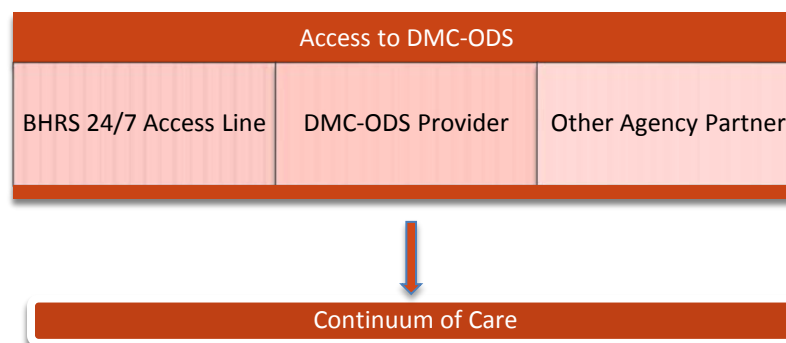 Access to DMC-ODS
BHRS 24/7 Access Line
DMC-ODS Provider
Other Agency Partner
Continuum of Care